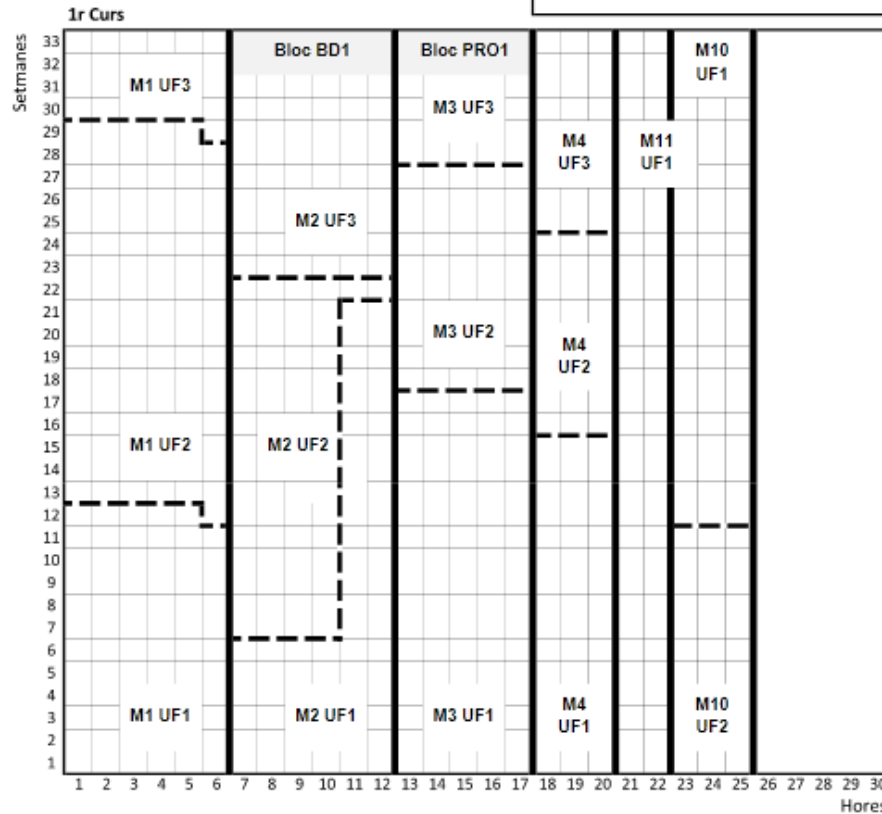 1r Curs
Setmanes
33
32
31
30
29
28
27
26
25
24
23
22
21
20
19
18
17
16
15
14
13
12
11
10
9
8
7
6
5
4
3
2
1
M1 UF3
M1 UF2
M1 UF1
Bloc BD1
M2 UF3
M2 UF2
M2 UF1
Bloc PRO1
M3 UF3
M3 UF2
M3 UF1
M4
UF3
M4
UF2
M4
UF1
M11
UF1
M10
UF1
M10
UF2
1 2 3 4 5 6 7 8 9 10 11 12 13 14 15 16 17 18 19 20 21 22 23 24 25 26 27 28 29 30
Hores